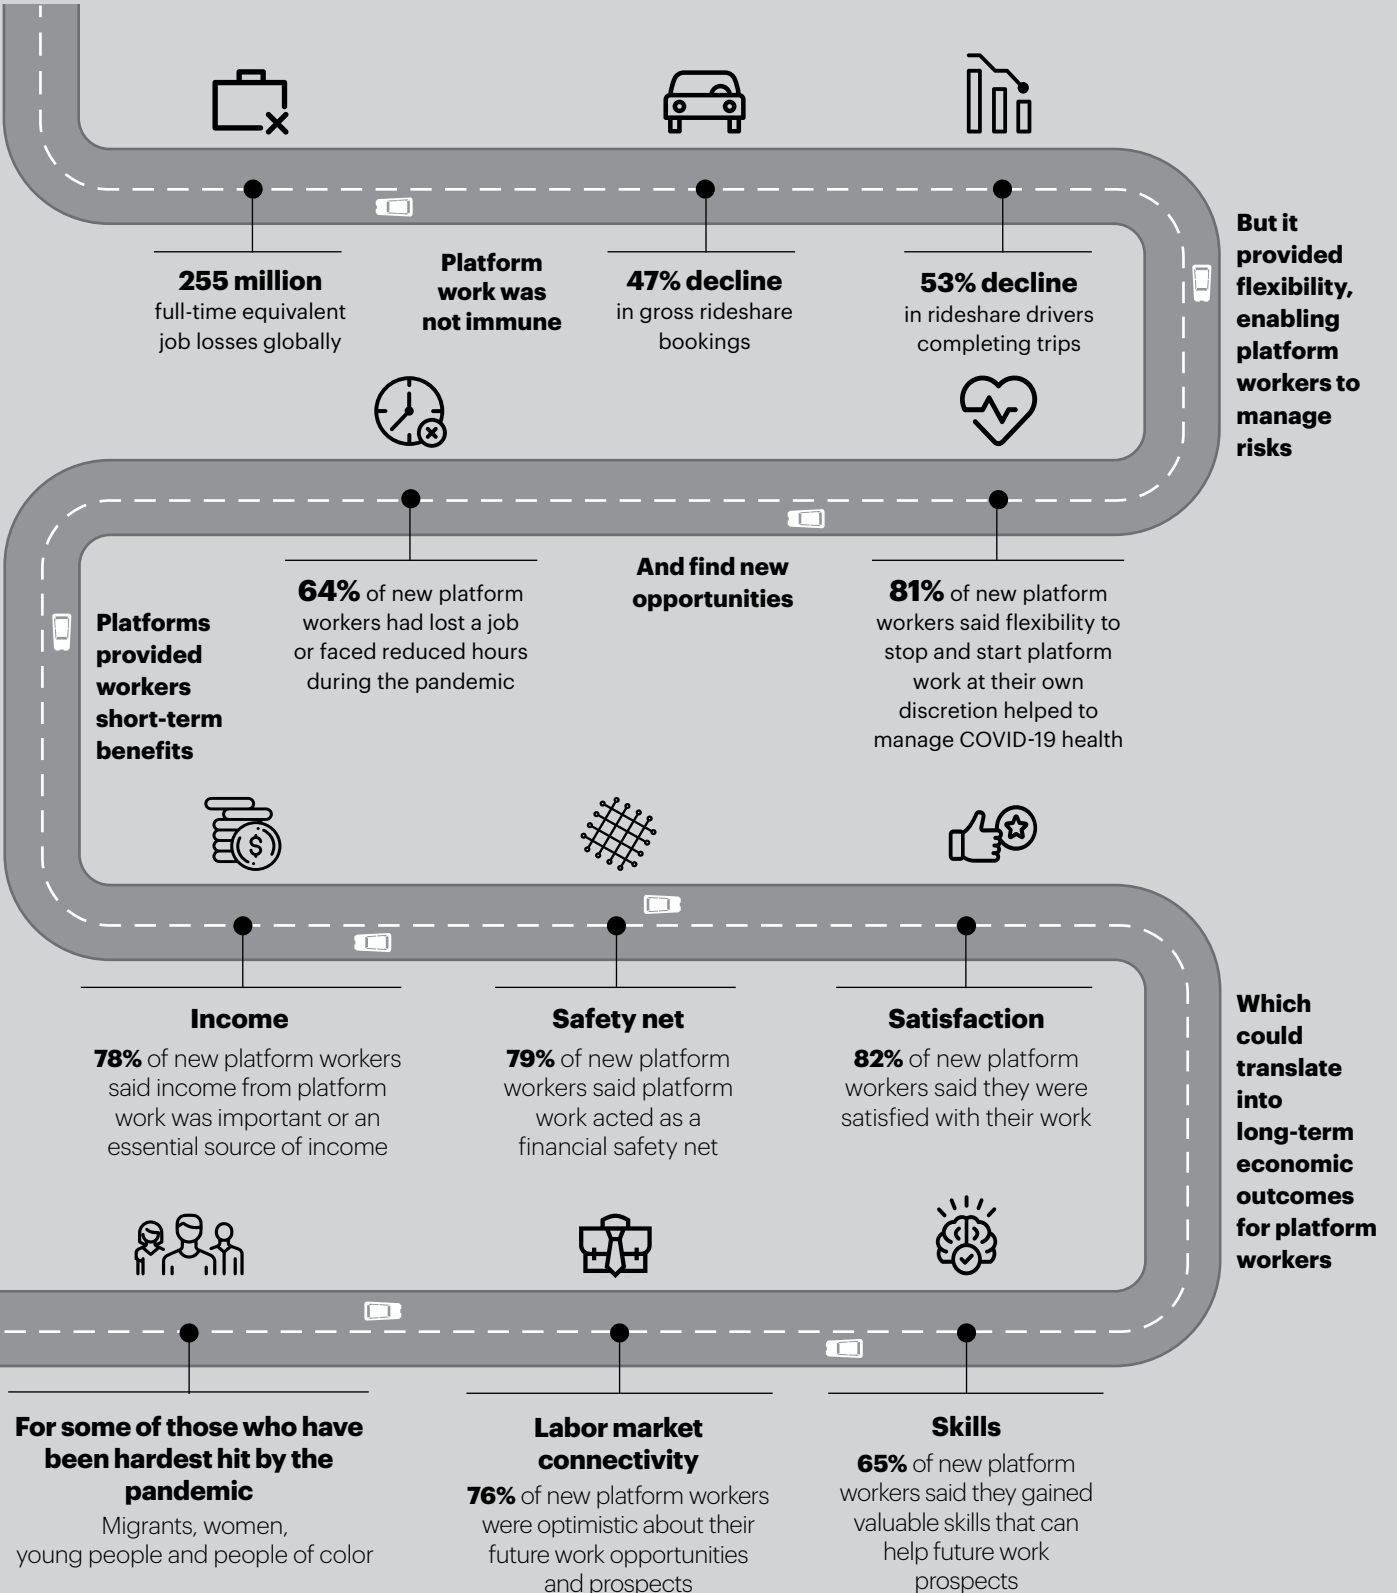 255 million
full-time equivalent
job losses globally
Platform
work was
not immune
47% decline
in gross rideshare
bookings
53% decline
in rideshare drivers
completing trips
But it
provided
flexibility,
enabling
platform
workers to
manage
risks
81% of new platform
workers said flexibility to
stop and start platform
work at their own
discretion helped to
manage COVID-19 health
And find new
opportunities
64% of new platform
workers had lost a job
or faced reduced hours
during the pandemic
Platforms
provided
workers
short-term
benefits
$
Income
78% of new platform workers
said income from platform
work was important or an
essential source of income
Safety net
79% of new platform
workers said platform
work acted as a
financial safety net
Satisfaction
82% of new platform
workers said they were
satisfied with their work
Which
could
translate
into
long-term
economic
outcomes
for platform
workers
Skills
65% of new platform
workers said they gained
valuable skills that can
help future work
prospects
Labor market
connectivity
76% of new platform workers
were optimistic about their
future work opportunities
and prospects
For some of those who have
been hardest hit by the
pandemic
Migrants, women,
young people and people of color